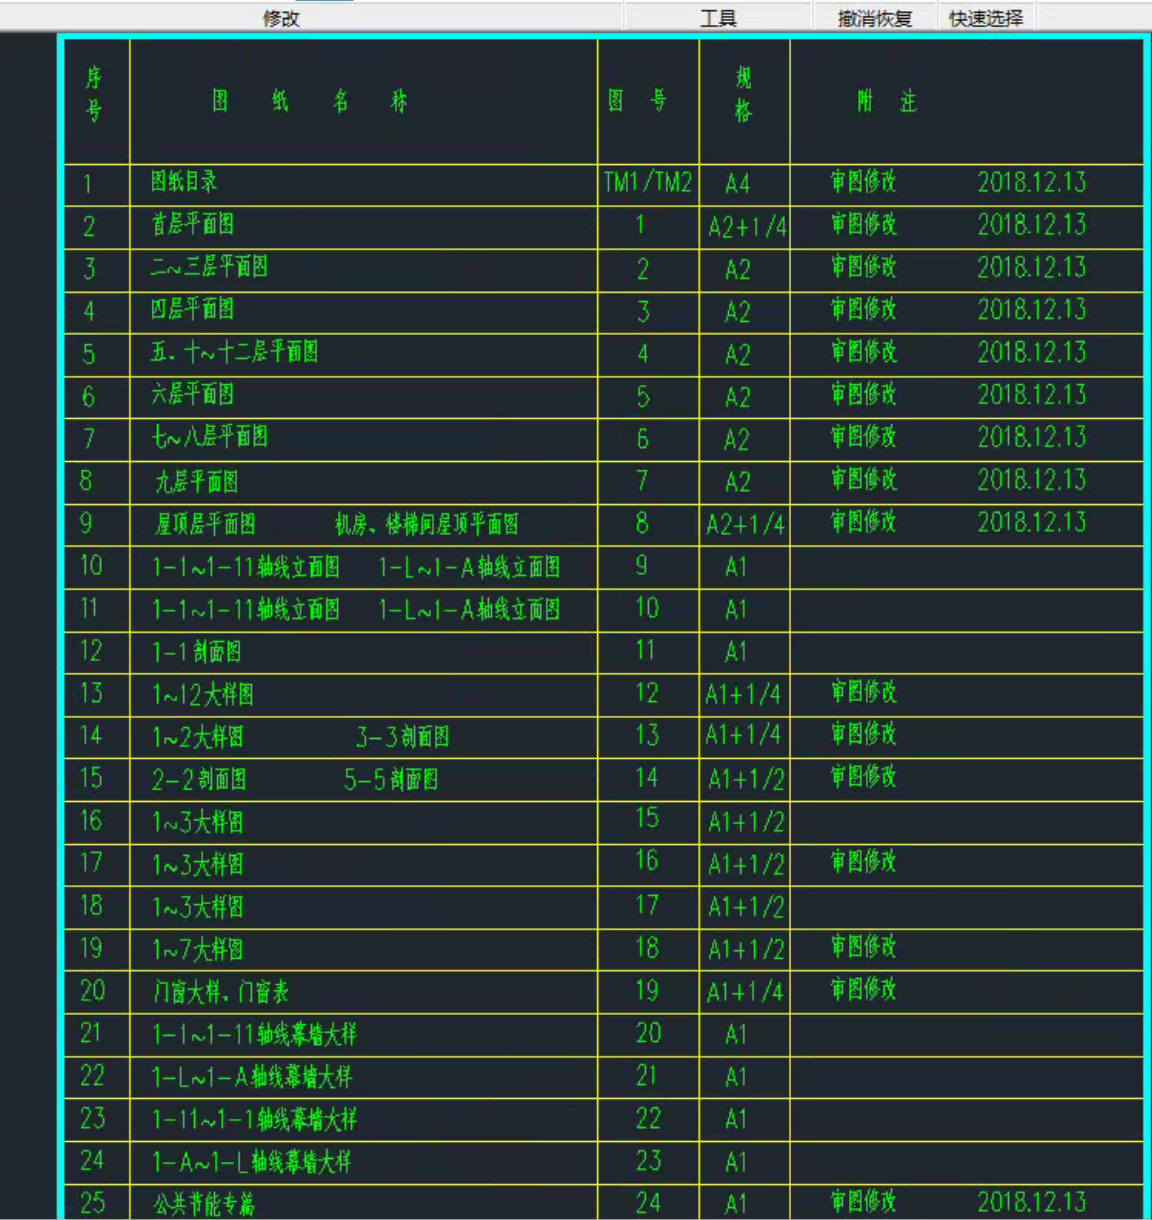 修改 工具 撤消恢复 快速选择
序号 图纸名称 图号 规格 附注
1 图纸目录 TM1/TM2 A4 审图修改 2018.12.13
2 首层平面图 1 A2+1/4 审图修改 2018.12.13
3 二~三层平面图 2 A2 审图修改 2018.12.13
4 四层平面图 3 A2 审图修改 2018.12.13
5 五、十~十二层平面图 4 A2 审图修改 2018.12.13
6 六层平面图 5 A2 审图修改 2018.12.13
7 七~八层平面图 6 A2 审图修改 2018.12.13
8 九层平面图 7 A2 审图修改 2018.12.13
9 屋顶层平面图 机房、楼梯间屋顶平面图 8 A2+1/4 审图修改 2018.12.13
10 1-1~1-11轴线立面图 1-L~1-A轴线立面图 9 A1
11 1-1~1-11轴线立面图 1-L~1-A轴线立面图 10 A1
12 1-1剖面图 11 A1
13 1~12大样图 12 A1+1/4 审图修改
14 1~2大样图 3-3剖面图 13 A1+1/4 审图修改
15 2-2剖面图 5-5剖面图 14 A1+1/2 审图修改
16 1~3大样图 15 A1+1/2
17 1~3大样图 16 A1+1/2 审图修改
18 1~3大样图 17 A1+1/2
19 1~7大样图 18 A1+1/2 审图修改
20 门窗大样、门窗表 19 A1+1/4 审图修改
21 1-1~1-11轴线幕墙大样 20 A1
22 1-L~1-A轴线幕墙大样 21 A1
23 1-11~1-1轴线幕墙大样 22 A1
24 1-A~1-L轴线幕墙大样 23 A1
25 公共节能专篇 24 A1 审图修改 2018.12.13